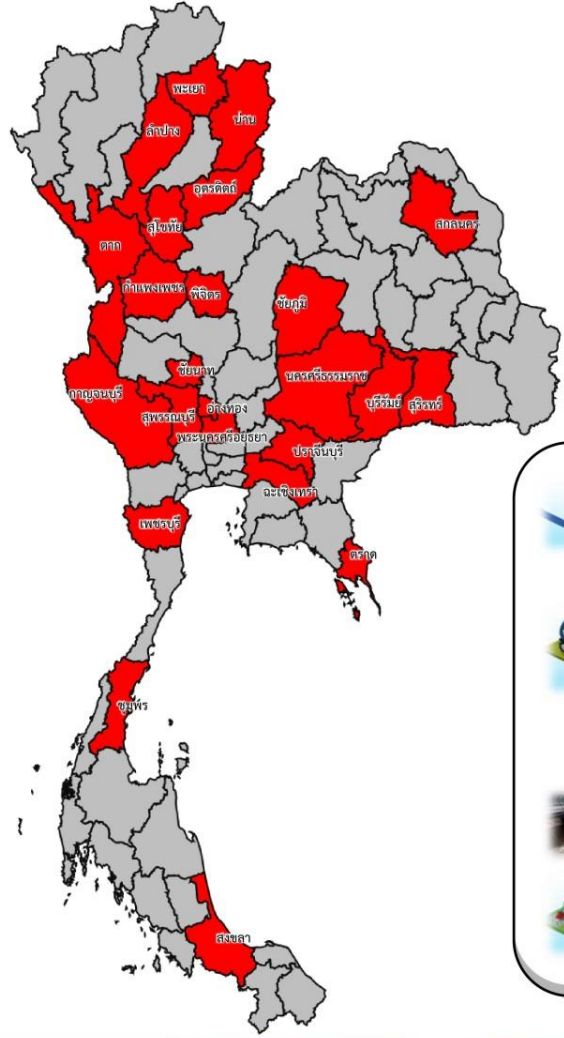 พะเยา
น่าน
ลำปาง
อุตรดิตถ์
สุโขทัย
สกลนคร
ตาก
กำแพงเพชร
พิจิตร
ชัยภูมิ
ชัยนาท
นครศรีธรรมราช
กาญจนบุรี
บุรีรัมย์
สุริทร์
สุพรรณบุรี
อ่างทอง
พระนครศรีอยุธยา
ปราจีนบุรี
ฉะเชิงเทรา
เพชรบุรี
ตราด
ชุมพร
สงขลา